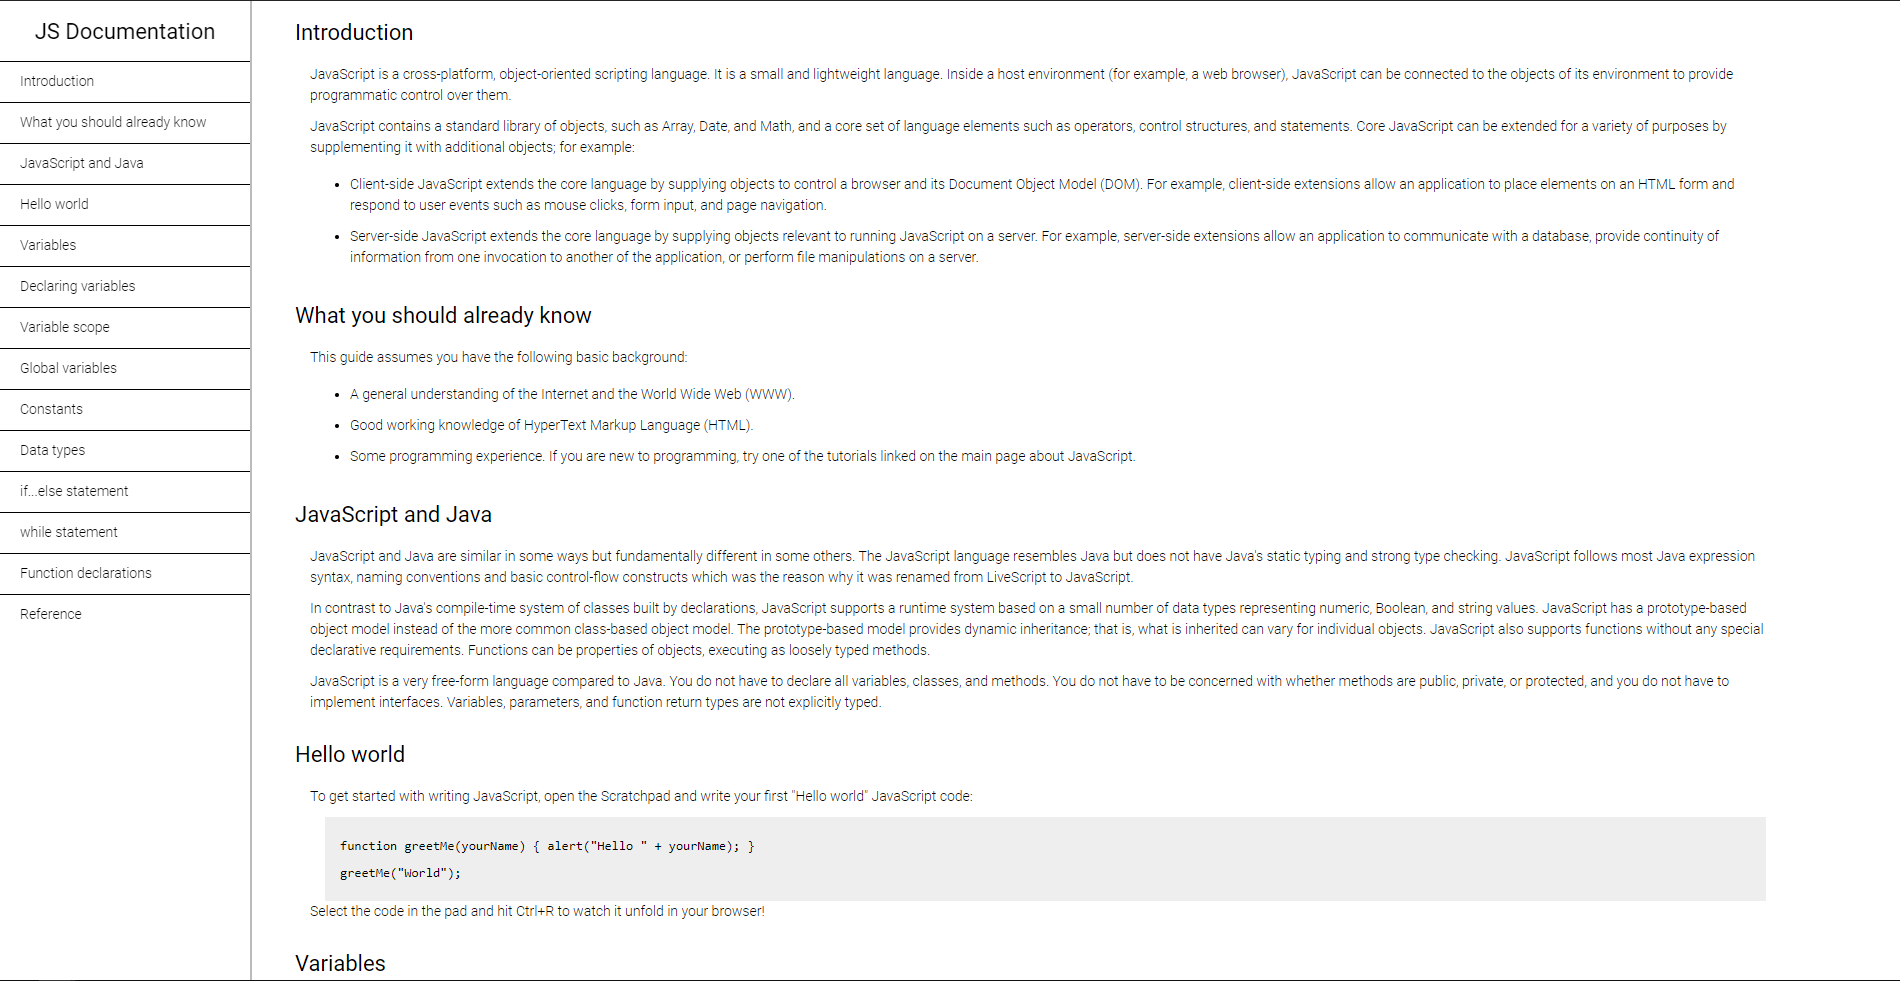 JS Documentation
Introduction
What you should already know
JavaScript and Java
Hello world
Variables
Declaring variables
Variable scope
Global variables
Constants
Data types
if...else statement
while statement
Function declarations
Reference
Introduction
JavaScript is a cross-platform, object-oriented scripting language. It is a small and lightweight language. Inside a host environment (for example, a web browser), JavaScript can be connected to the objects of its environment to provide
programmatic control over them.
JavaScript contains a standard library of objects, such as Array, Date, and Math, and a core set of language elements such as operators, control structures, and statements. Core JavaScript can be extended for a variety of purposes by
supplementing it with additional objects; for example:
• Client-side JavaScript extends the core language by supplying objects to control a browser and its Document Object Model (DOM). For example, client-side extensions allow an application to place elements on an HTML form and
respond to user events such as mouse clicks, form input, and page navigation.
• Server-side JavaScript extends the core language by supplying objects relevant to running JavaScript on a server. For example, server-side extensions allow an application to communicate with a database, provide continuity of
information from one invocation to another of the application, or perform file manipulations on a server.
What you should already know
This guide assumes you have the following basic background:
• A general understanding of the Internet and the World Wide Web (WWW).
• Good working knowledge of HyperText Markup Language (HTML).
• Some programming experience. If you are new to programming, try one of the tutorials linked on the main page about JavaScript.
JavaScript and Java
JavaScript and Java are similar in some ways but fundamentally different in some others. The JavaScript language resembles Java but does not have Java's static typing and strong type checking. JavaScript follows most Java expression
syntax, naming conventions and basic control-flow constructs which was the reason why it was renamed from LiveScript to JavaScript.
In contrast to Java's compile-time system of classes built by declarations, JavaScript supports a runtime system based on a small number of data types representing numeric, Boolean, and string values. JavaScript has a prototype-based
object model instead of the more common class-based object model. The prototype-based model provides dynamic inheritance; that is, what is inherited can vary for individual objects. JavaScript also supports functions without any special
declarative requirements. Functions can be properties of objects, executing as loosely typed methods.
JavaScript is a very free-form language compared to Java. You do not have to declare all variables, classes, and methods. You do not have to be concerned with whether methods are public, private, or protected, and you do not have to
implement interfaces. Variables, parameters, and function return types are not explicitly typed.
Hello world
To get started with writing JavaScript, open the Scratchpad and write your first "Hello world" JavaScript code:
function greetMe(yourName) { alert("Hello " + yourName); }
greetMe("World");
Select the code in the pad and hit Ctrl+R to watch it unfold in your browser!
Variables